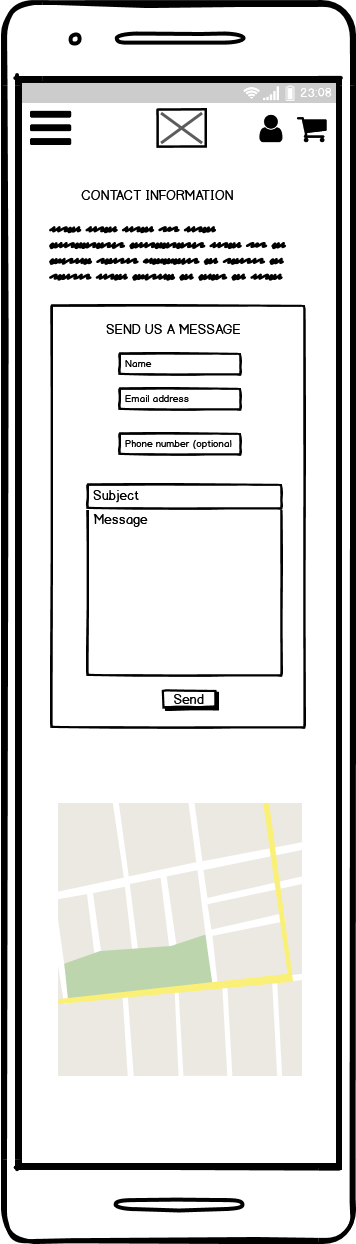 23:08
CONTACT INFORMATION
SEND US A MESSAGE
Name
Email address
Phone number (optional
Subject
Message
Send